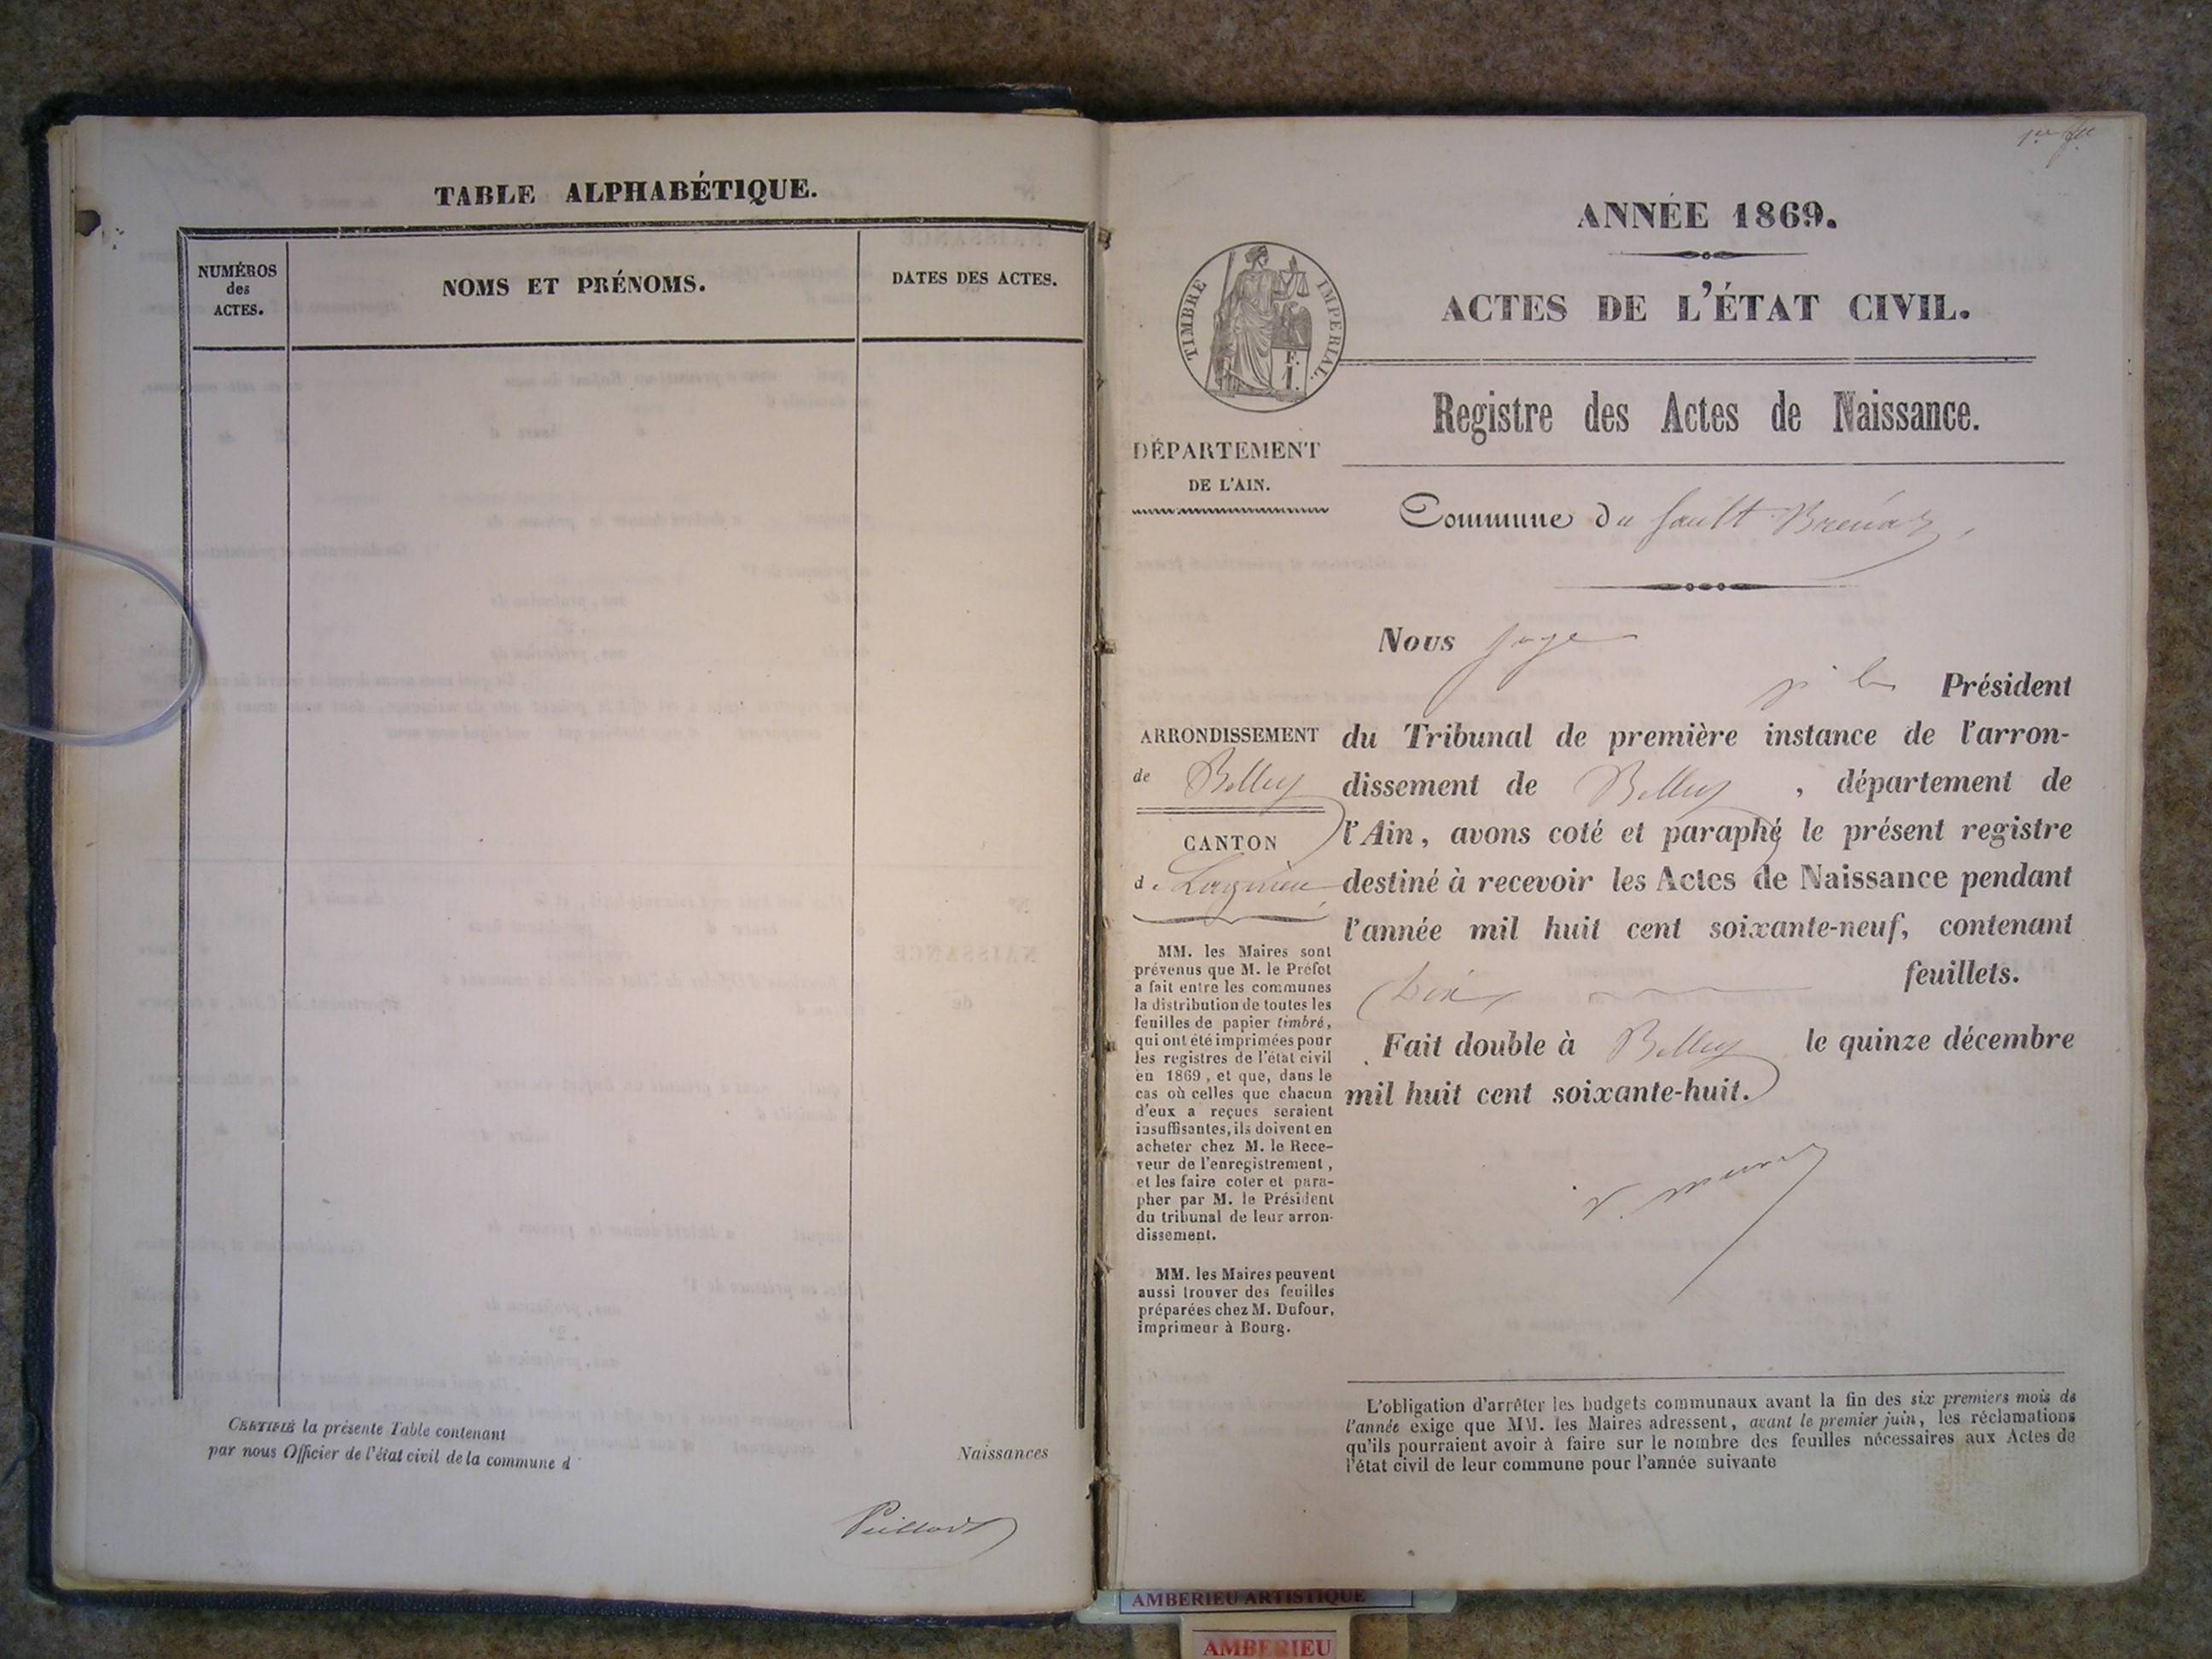 TABLE ALPHABÉTIQUE.
NUMÉROS
des
ACTES.
NOMS ET PRÉNOMS.
DATES DES ACTES.
CERTIFIÉ la présente Table contenant
Naissances
par nous Officier de l'état civil de la commune d
1er fet
ANNÉE 1869.
ACTES DE L'ÉTAT CIVIL.
TIMBRE IMPERIAL.
F.
1.
Registre des Actes de Naissance.
DÉPARTEMENT
DE L'AIN.
Commune du Sault-Brenaz
Nous juge
Président
ARRONDISSEMENT
de Belley
CANTON
de Lagnieu
du Tribunal de première instance de l'arron-
dissement de Belley, département de
l'Ain, avons coté et paraphé le présent registre
destiné à recevoir les Actes de Naissance pendant
l'année mil huit cent soixante-neuf, contenant
feuillets.
Fait double à Belley le quinze décembre
mil huit cent soixante-huit.
MM. les Maires sont
prévenus que M. le Préfet
a fait entre les communes
la distribution de toutes les
feuilles de papier timbré,
qui ont été imprimées pour
les registres de l'état civil
en 1869, et que, dans le
cas où celles que chacun
d'eux a reçues seraient
insuffisantes, ils doivent en
acheter chez M. le Rece-
veur de l'enregistrement,
et les faire coter et para-
pher par M. le Président
du tribunal de leur arron-
dissement.
MM. les Maires peuvent
aussi trouver des feuilles
préparées chez M. Dufour,
imprimeur à Bourg.
L'obligation d'arrêter les budgets communaux avant la fin des six premiers mois de
l'année exige que MM. les Maires adressent, avant le premier juin, les réclamations
qu'ils pourraient avoir à faire sur le nombre des feuilles nécessaires aux Actes de
l'état civil de leur commune pour l'année suivante
AMBERIEU ARTISTIQUE
AMBERIEU